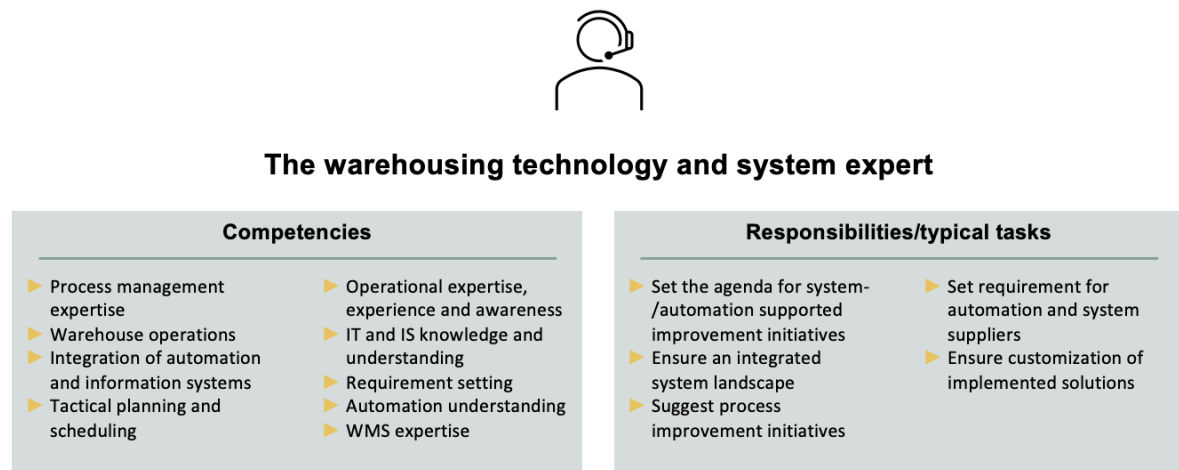 The warehousing technology and system expert
Competencies
Process management
expertise
Warehouse operations
Integration of automation
and information systems
Tactical planning and
scheduling
Operational expertise,
experience and awareness
IT and IS knowledge and
understanding
Requirement setting
Automation understanding
WMS expertise
Responsibilities/typical tasks
Set the agenda for system-
/automation supported
improvement initiatives
Ensure an integrated
system landscape
Suggest process
improvement initiatives
Set requirement for
automation and system
suppliers
Ensure customization of
implemented solutions